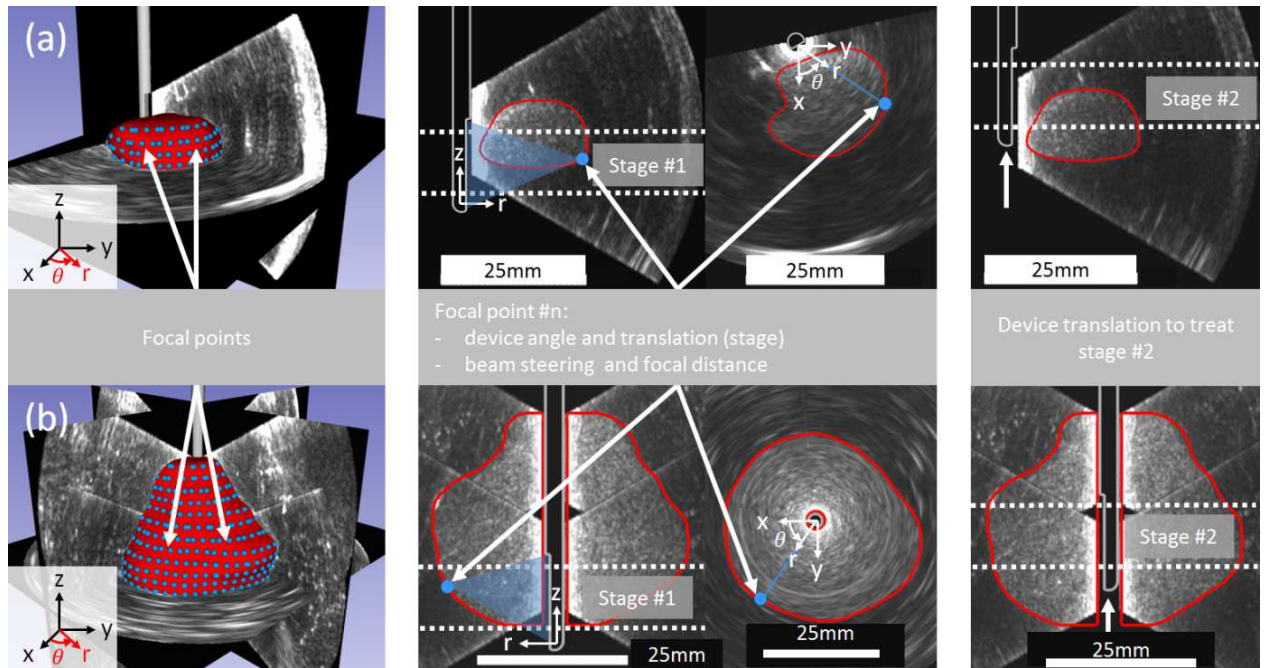 (a)
z
y
x
θ
r
z
r
Stage #1
25mm
y
r
θ
x
25mm
Stage #2
25mm
Focal points
Focal point #n:
- device angle and translation (stage)
- beam steering and focal distance
Device translation to treat
stage #2
(b)
z
y
x
θ
r
Stage #1
z
r
25mm
x
θ
r
y
25mm
Stage #2
25mm